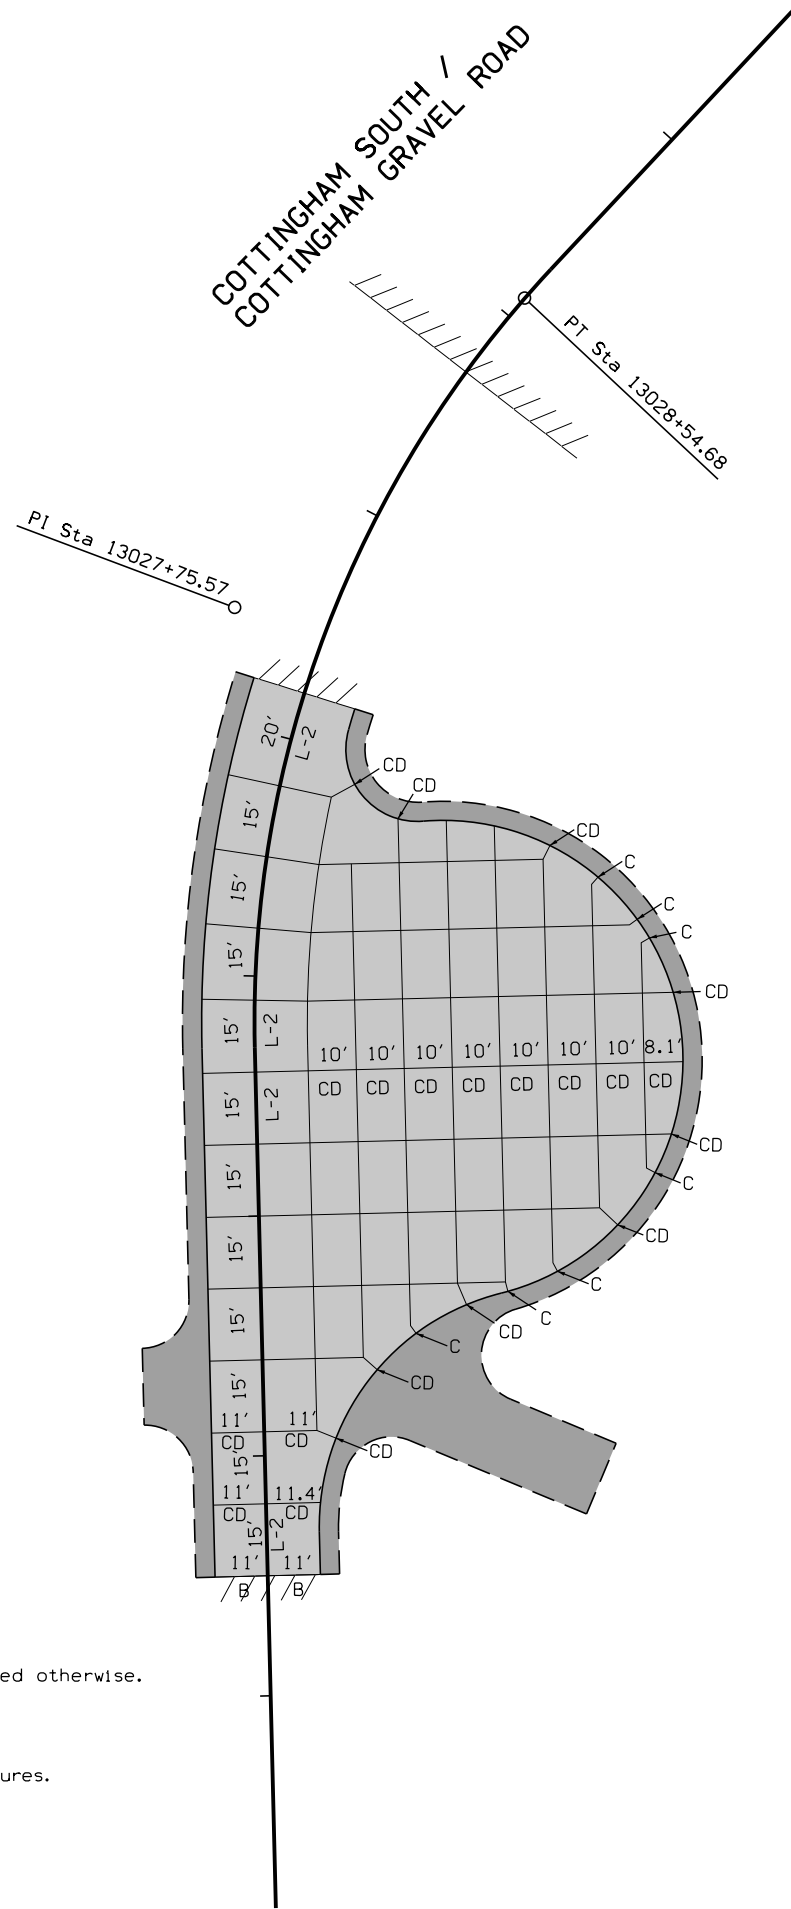 COTTINGHAM SOUTH /
COTTINGHAM GRAVEL ROAD
PT Sta 13028+54.68
PI Sta 13027+75.57
20'
L-2
CD
CD
15'
CD
C
15'
C
C
15'
CD
15'
L-2
10'
10'
10'
10'
10'
10'
10'
8.1'
CD
CD
CD
CD
CD
CD
CD
CD
15'
L-2
CD
15'
C
CD
15'
C
C
15'
CD
C
15'
CD
11'
11'
CD
CD
CD
15'
11'
11.4'
CD
CD
15'
L-2
11'
11'
B
B
ed otherwise.
ures.